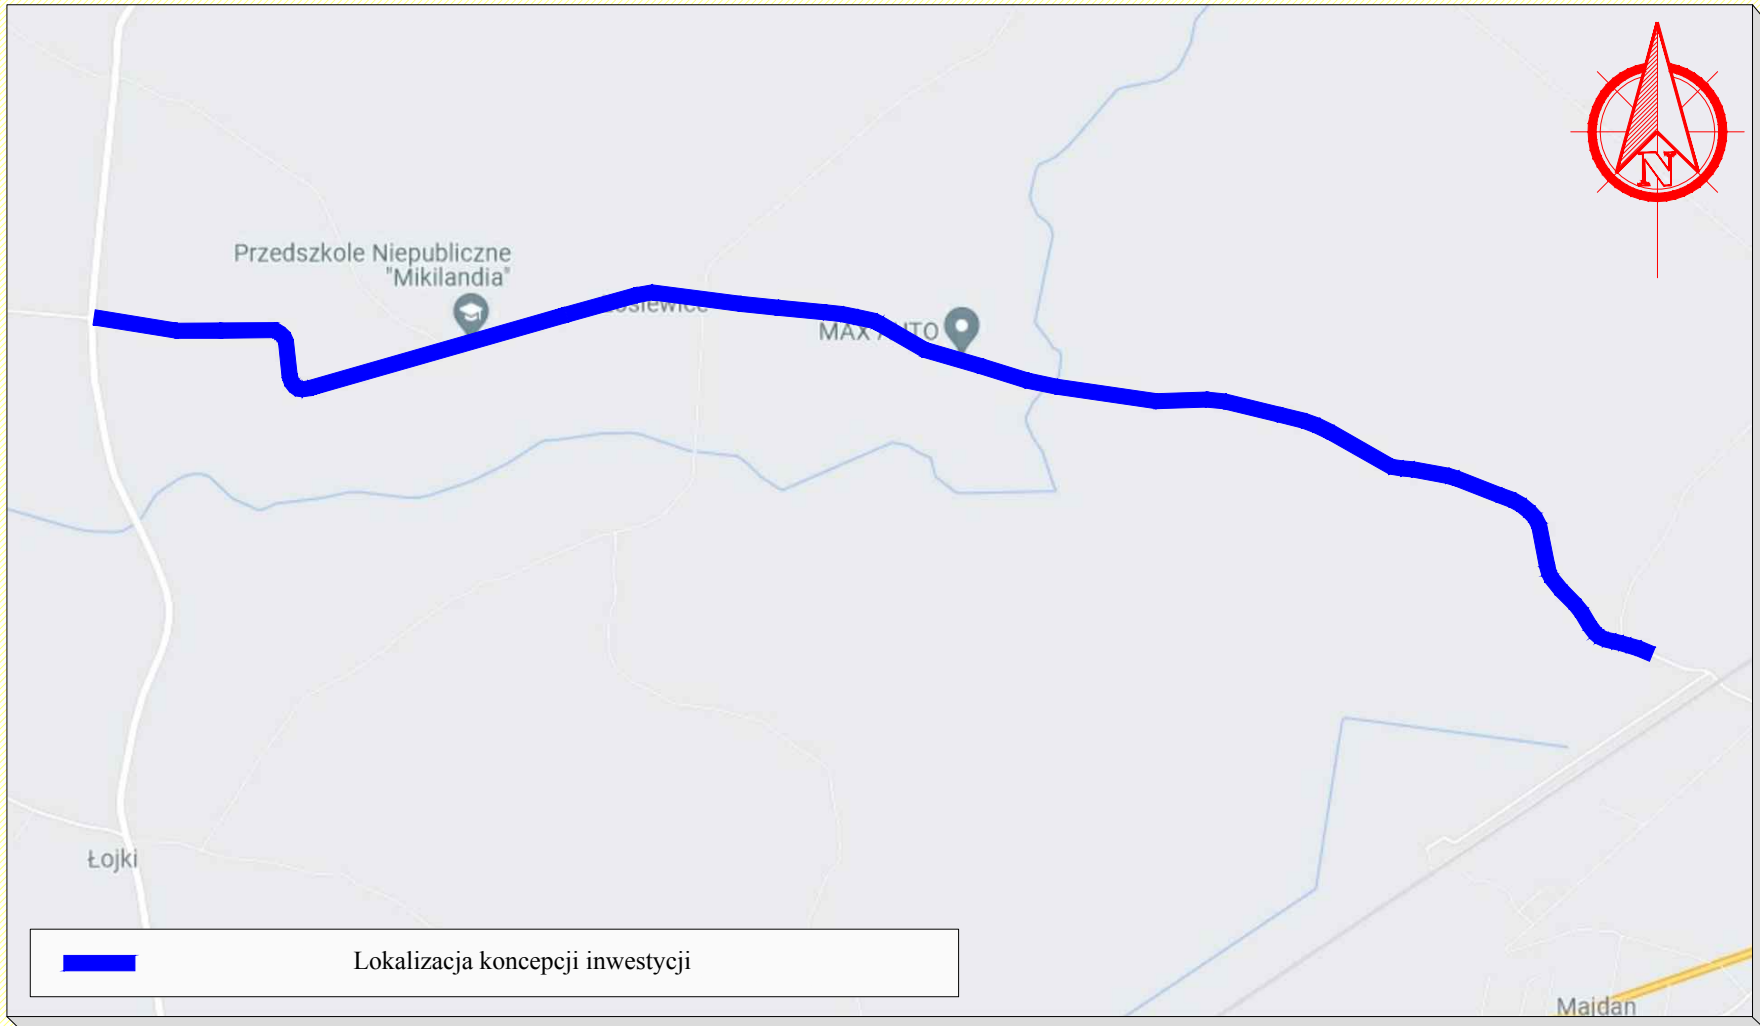 N
Przedszkole Niepubliczne
"Mikilandia"
Łojki
Lokalizacja koncepcji inwestycji
Majdan